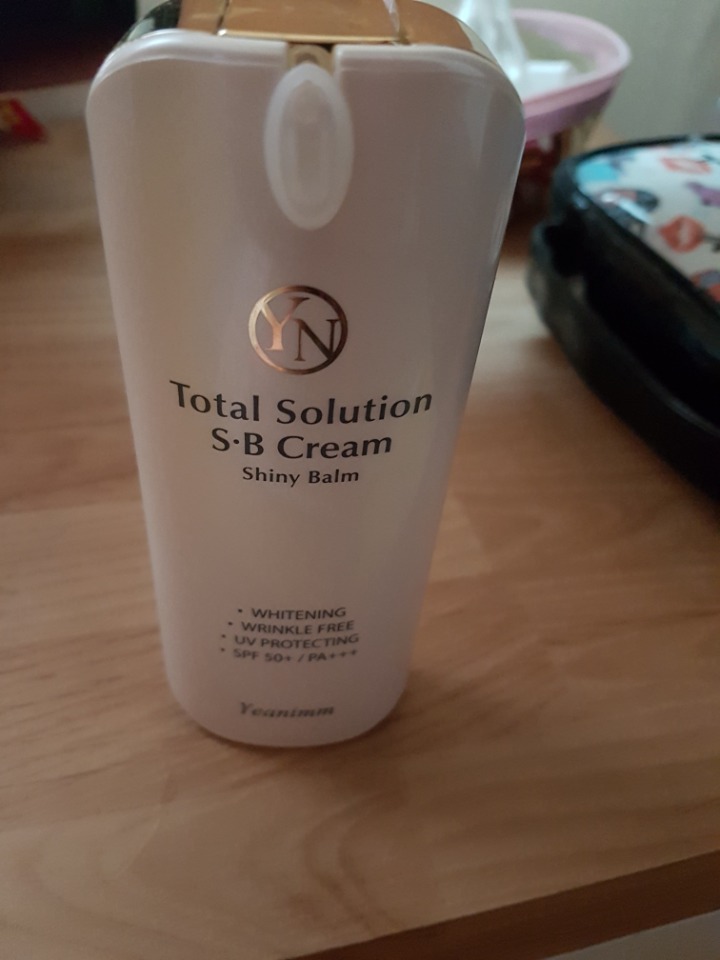 YN
Total Solution
S·B Cream
Shiny Balm
• WHITENING
• WRINKLE FREE
• UV PROTECTING
• SPF 50+ / PA+++
Yeanimm